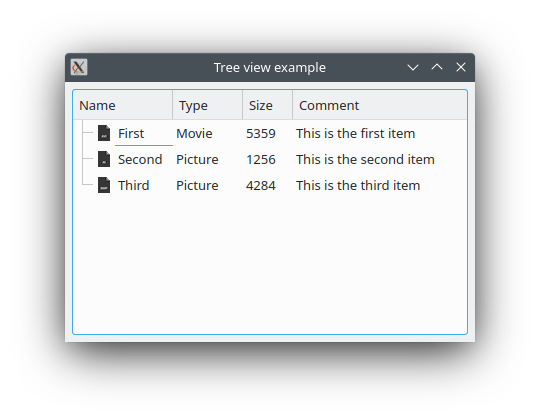 Tree view example
Name Type Size Comment
First Movie 5359 This is the first item
Second Picture 1256 This is the second item
Third Picture 4284 This is the third item